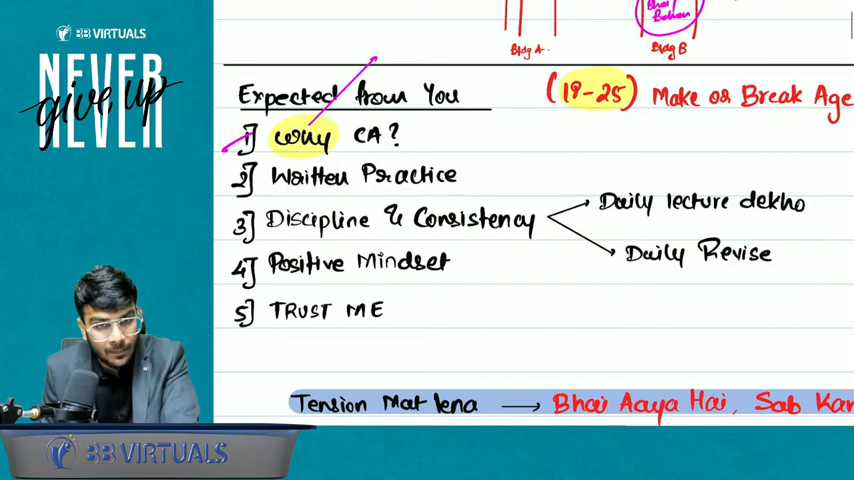 BB VIRTUALS
NEVER
give up
NEVER
Bhai
Bahen
Bldg A.
Bldg B
Expected from You
(18-25) Make or Break Age
1] Why CA?
2] Written Practice
3] Discipline & Consistency
Daily lecture dekho
Daily Revise
4] Positive Mindset
5] TRUST ME
Tension Mat lena → Bhai Aaya Hai, Sab Kar
BB VIRTUALS